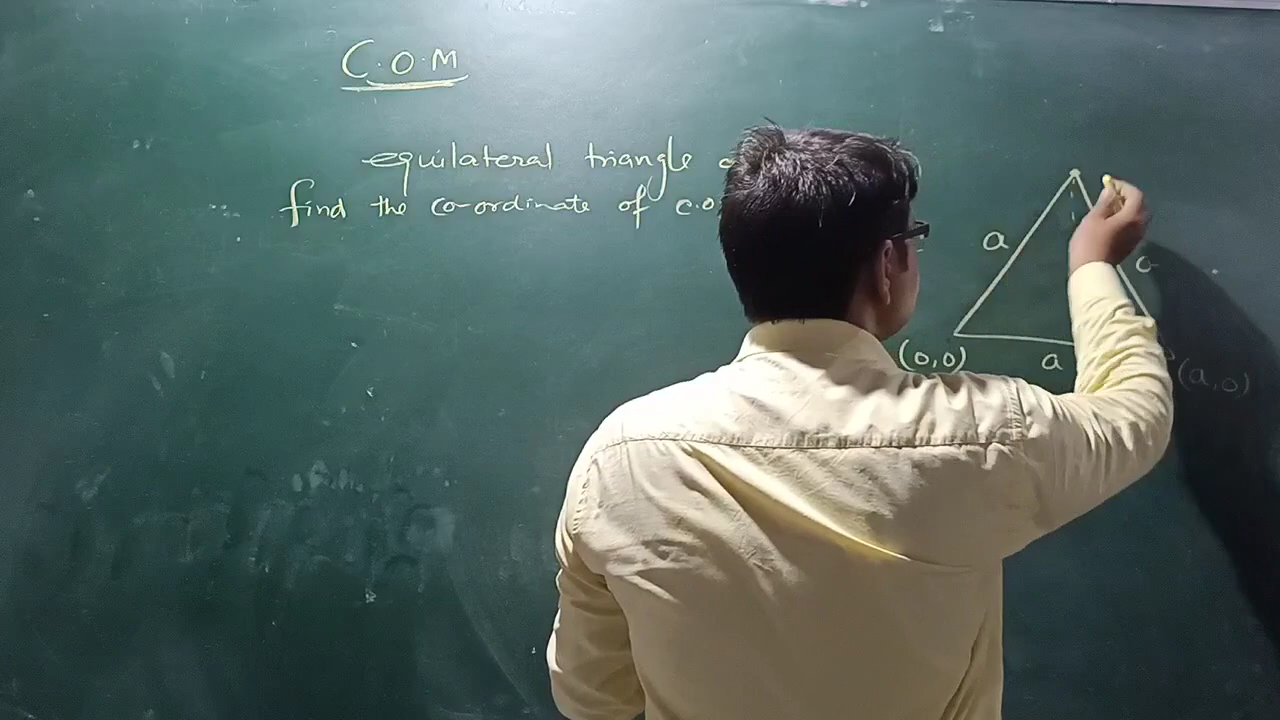 C.O.M
equilateral triangle
find the co-ordinate of c.o
a
a
(0,0)
a
(a,0)